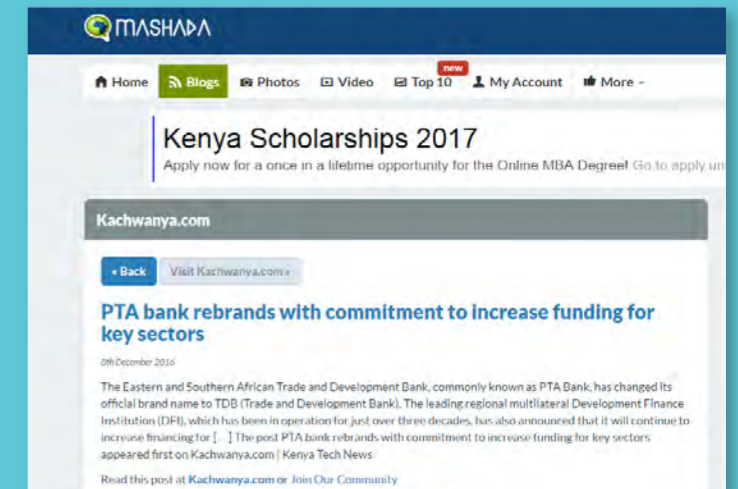 MASHADA
Home Blogs Photos Video Top 10 new My Account More
Kenya Scholarships 2017
Apply now for a once in a lifetime opportunity for the Online MBA Degree! Go to apply
Kachwanya.com
« Back Visit Kachwanya.com »
PTA bank rebrands with commitment to increase funding for
key sectors
December 2016
The Eastern and Southern African Trade and Development Bank, commonly known as PTA Bank, has changed its
official brand name to TDB (Trade and Development Bank). The leading regional multilateral Development Finance
Institution (DFI), which has been in operation for just over three decades, has also announced that it will continue to
increase financing for [...] The post PTA bank rebrands with commitment to increase funding for key sectors
appeared first on Kachwanya.com | Kenya Tech News
Read this post at Kachwanya.com or Join Our Community